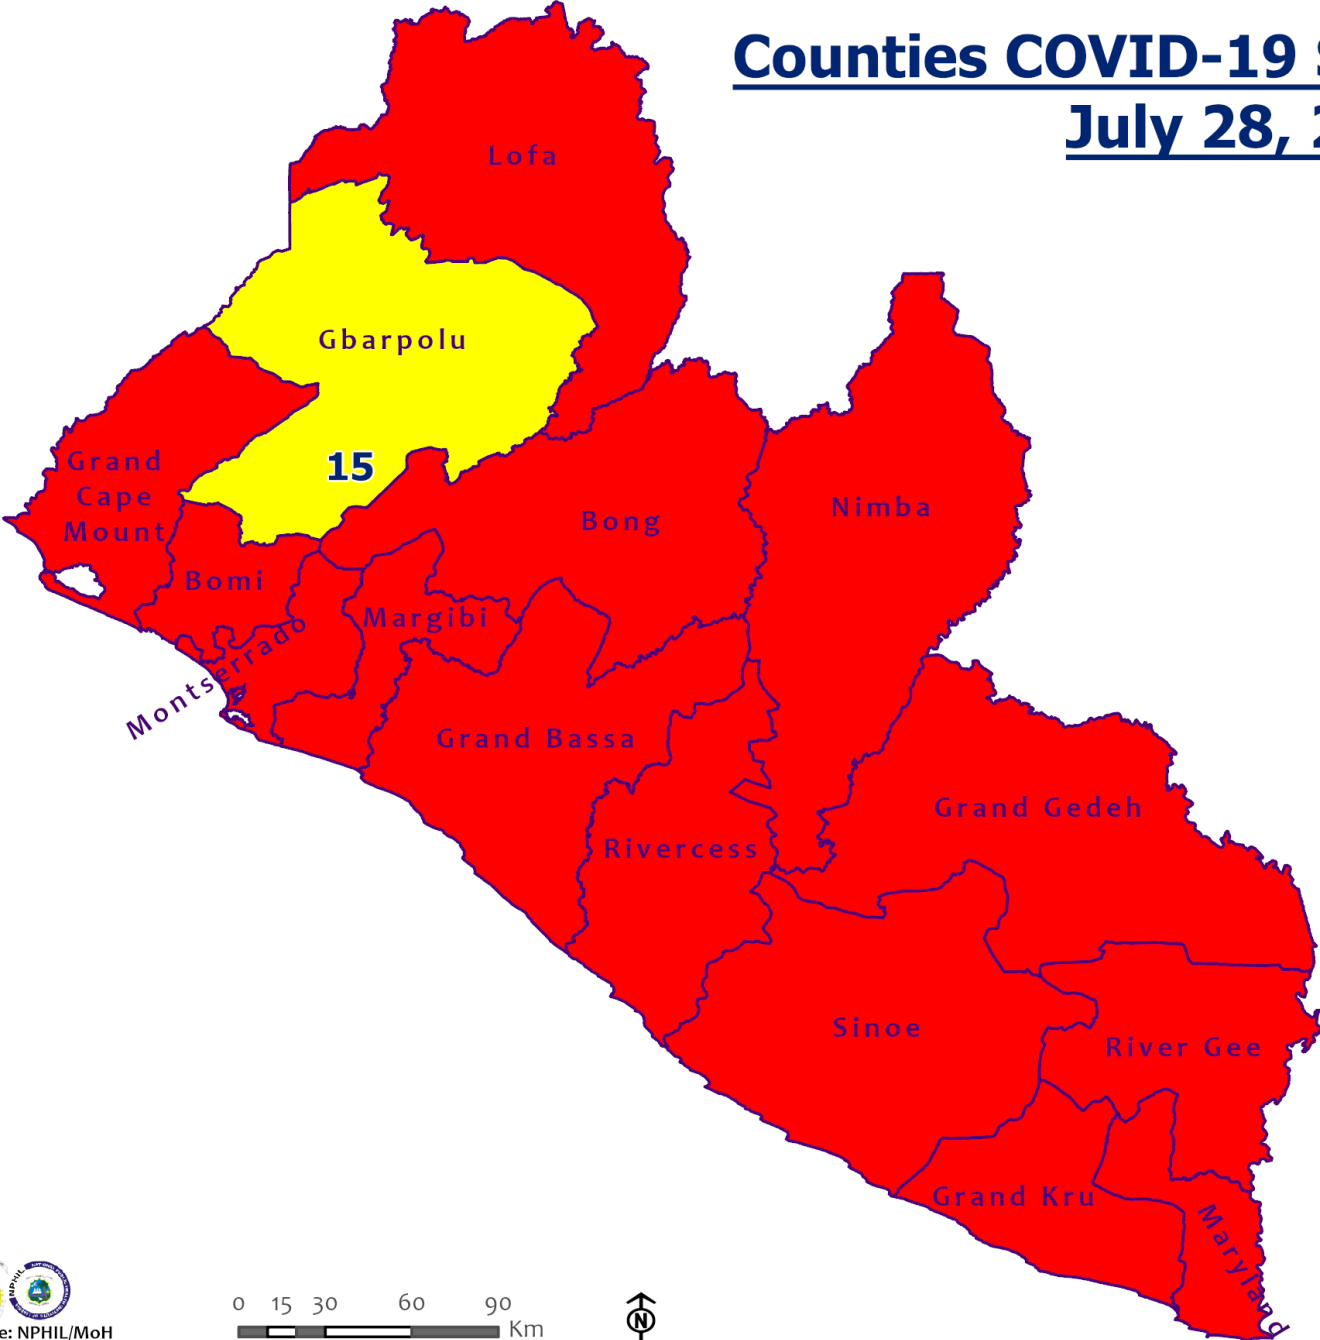 Counties COVID-19
July 28,
Lofa
Gbarpolu
15
Grand
Cape
Mount
Bong
Nimba
Bomi
Margibi
Montserrado
Grand Bassa
Grand Gedeh
Rivercess
Sinoe
River Gee
Grand Kru
Maryland
0 15 30 60 90
Km
N
NPHIL
e: NPHIL/MoH